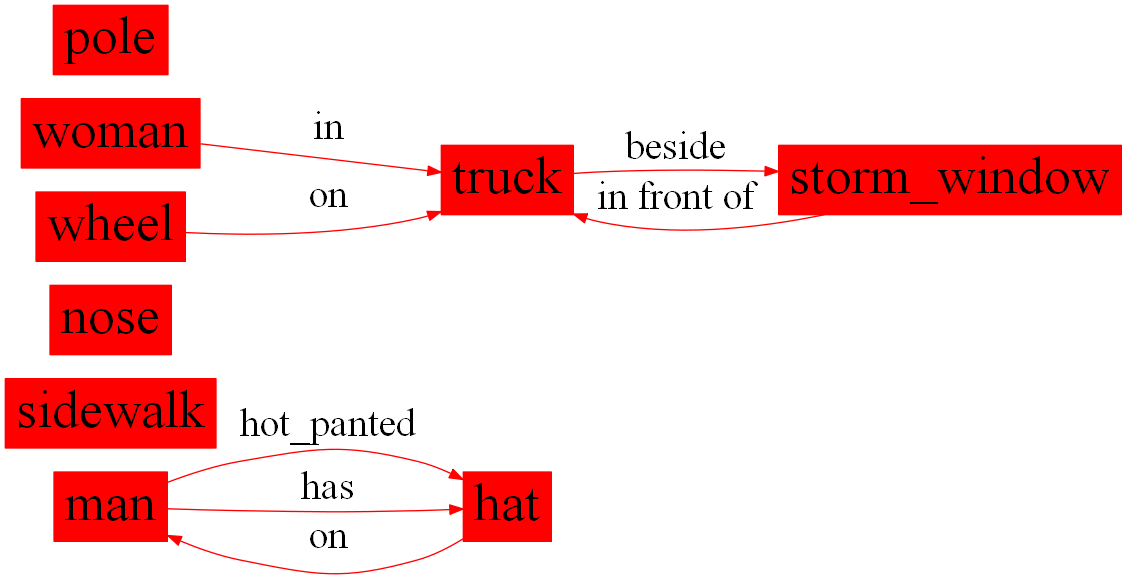 pole
woman
in
truck
beside
storm_window
wheel
on
in front of
nose
sidewalk
hot_panted
man
has
hat
on